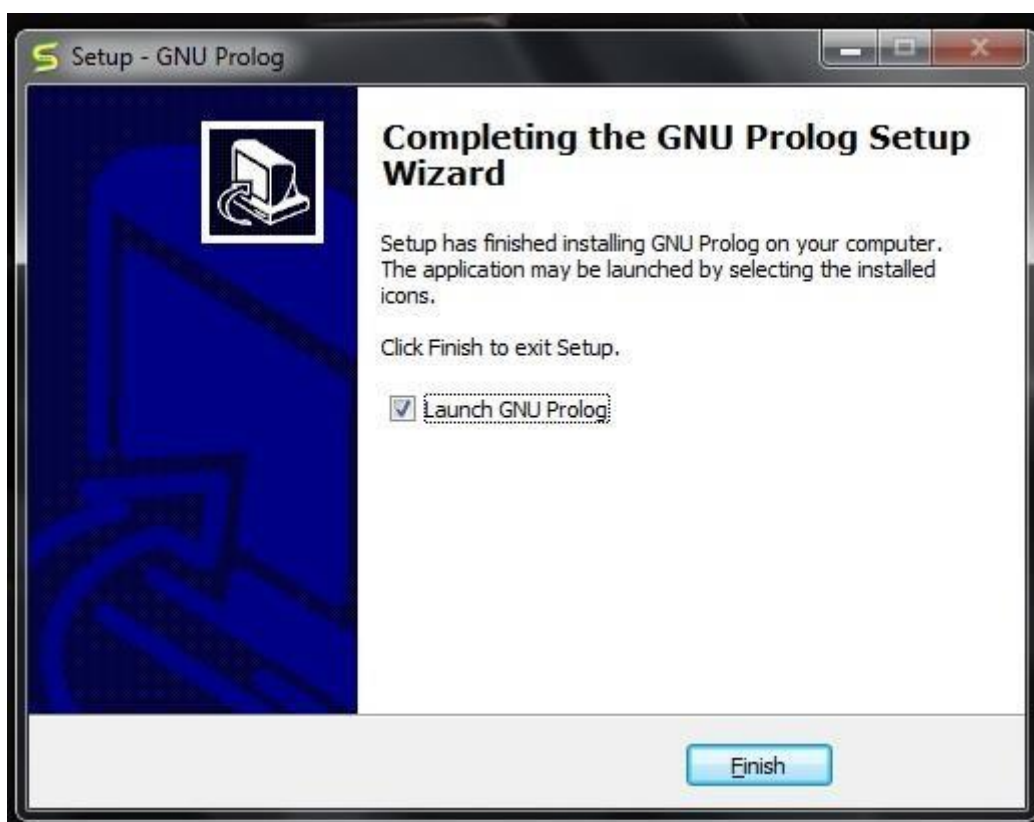 Setup - GNU Prolog
Completing the GNU Prolog Setup
Wizard
Setup has finished installing GNU Prolog on your computer.
The application may be launched by selecting the installed
icons.
Click Finish to exit Setup.
Launch GNU Prolog
Finish